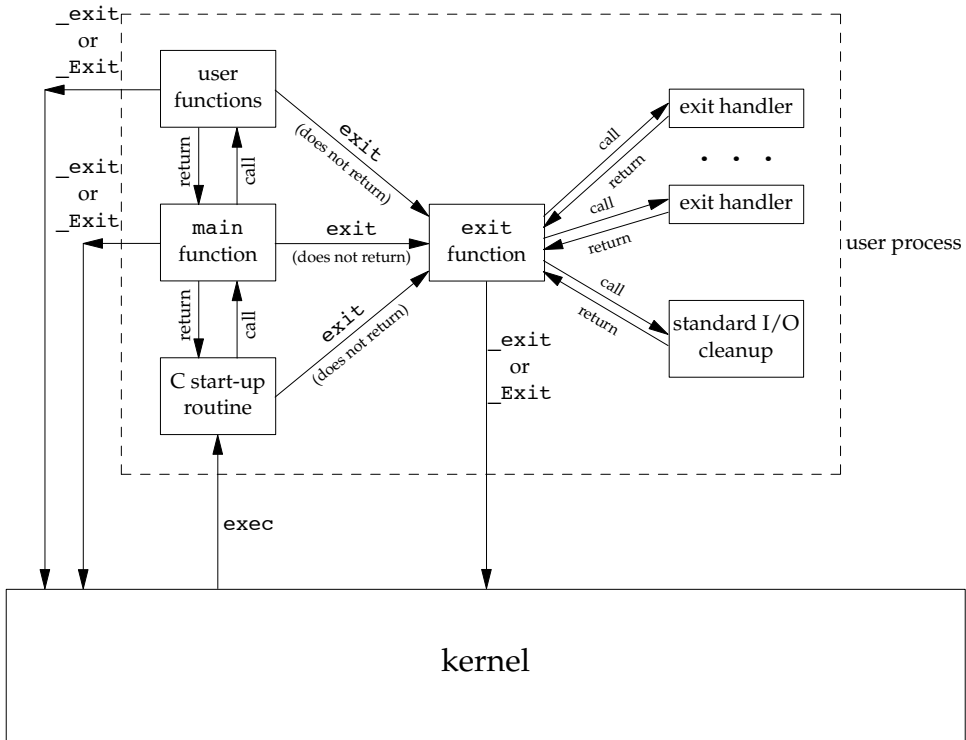 _exit
or
_Exit
user
functions
exit
(does not return)
return
call
exit handler
call
return
. . .
_exit
or
_Exit
main
function
exit
(does not return)
exit
function
call
return
exit handler
user process
return
call
exit
(does not return)
call
return
standard I/O
cleanup
C start-up
routine
_exit
or
_Exit
exec
kernel